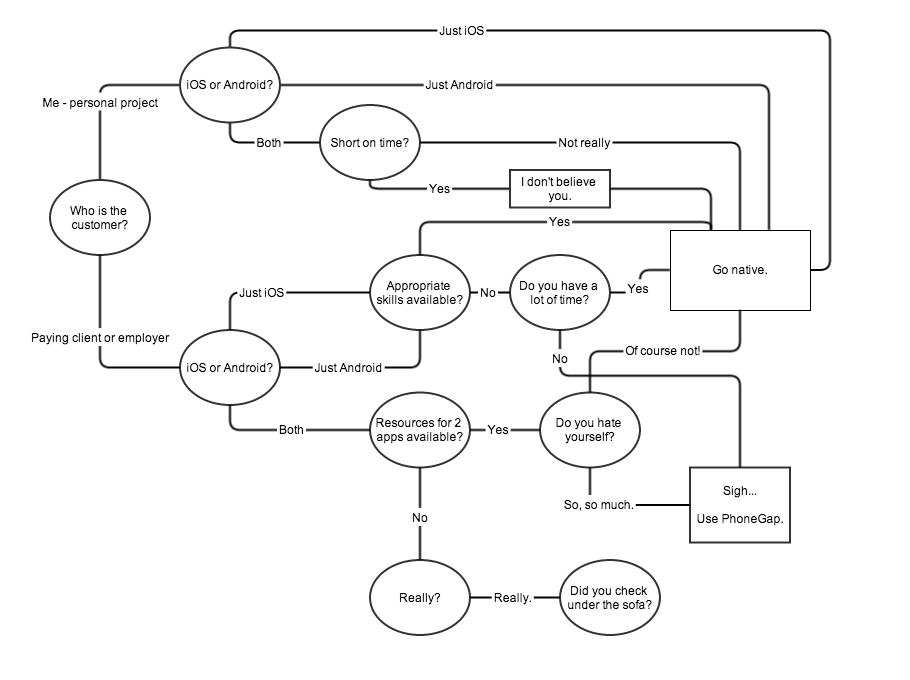 Just iOS
iOS or Android?
Just Android
Me - personal project
Both
Short on time?
Not really
I don't believe
you.
Yes
Who is the
customer?
Yes
Go native.
Just iOS
Appropriate
skills available?
No
Do you have a
lot of time?
Yes
Paying client or employer
iOS or Android?
Just Android
No
Of course not!
Both
Resources for 2
apps available?
Yes
Do you hate
yourself?
Sigh...
Use PhoneGap.
So, so much.
No
Really?
Really.
Did you check
under the sofa?